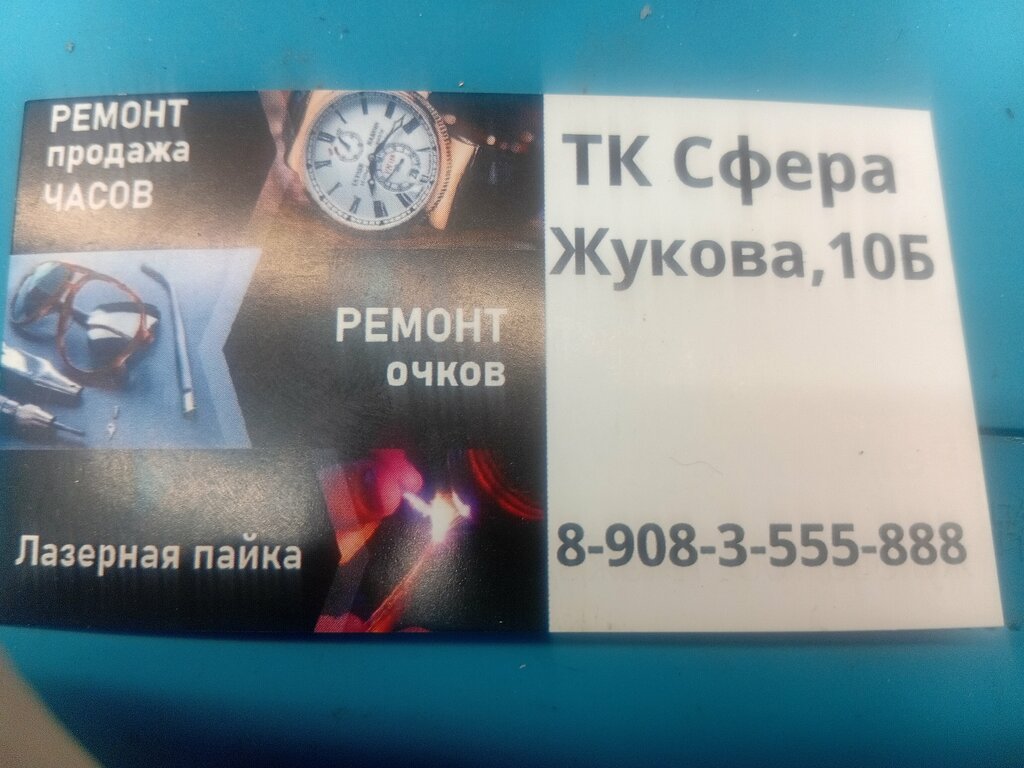 РЕМОНТ
продажа
ЧАСОВ
РЕМОНТ
очков
Лазерная пайка
ТК Сфера
Жукова,10Б
8-908-3-555-888